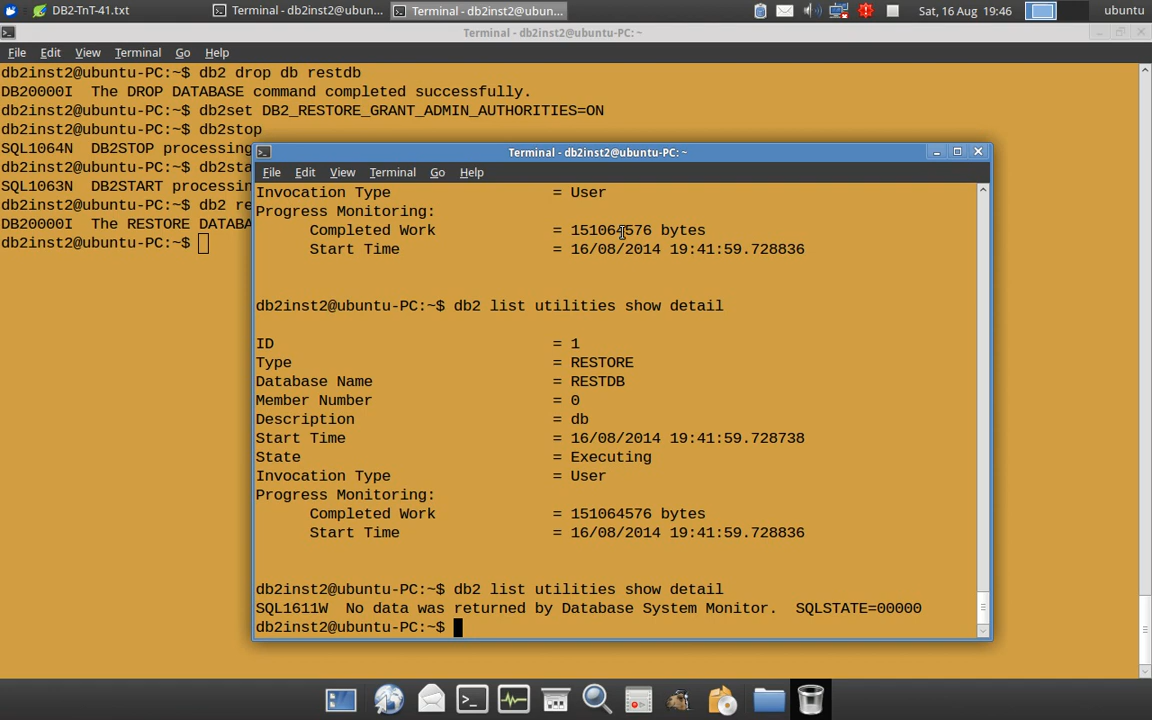 DB2-TnT-41.txt
Terminal - db2inst2@ubun...
Terminal - db2inst2@ubun...
Sat, 16 Aug 19:46
ubuntu
Terminal - db2inst2@ubuntu-PC: ~
File Edit View Terminal Go Help
db2inst2@ubuntu-PC:~$ db2 drop db restdb
DB20000I  The DROP DATABASE command completed successfully.
db2inst2@ubuntu-PC:~$ db2set DB2_RESTORE_GRANT_ADMIN_AUTHORITIES=ON
db2inst2@ubuntu-PC:~$ db2stop
SQL1064N  DB2STOP processing
db2inst2@ubuntu-PC:~$ db2sta
SQL1063N  DB2START processin
db2inst2@ubuntu-PC:~$ db2 re
DB20000I  The RESTORE DATABA
db2inst2@ubuntu-PC:~$
Terminal - db2inst2@ubuntu-PC:~
File Edit View Terminal Go Help
Invocation Type = User
Progress Monitoring:
Completed Work = 151064576 bytes
Start Time = 16/08/2014 19:41:59.728836
db2inst2@ubuntu-PC:~$ db2 list utilities show detail
ID = 1
Type = RESTORE
Database Name = RESTDB
Member Number = 0
Description = db
Start Time = 16/08/2014 19:41:59.728738
State = Executing
Invocation Type = User
Progress Monitoring:
Completed Work = 151064576 bytes
Start Time = 16/08/2014 19:41:59.728836
db2inst2@ubuntu-PC:~$ db2 list utilities show detail
SQL1611W  No data was returned by Database System Monitor.  SQLSTATE=00000
db2inst2@ubuntu-PC:~$